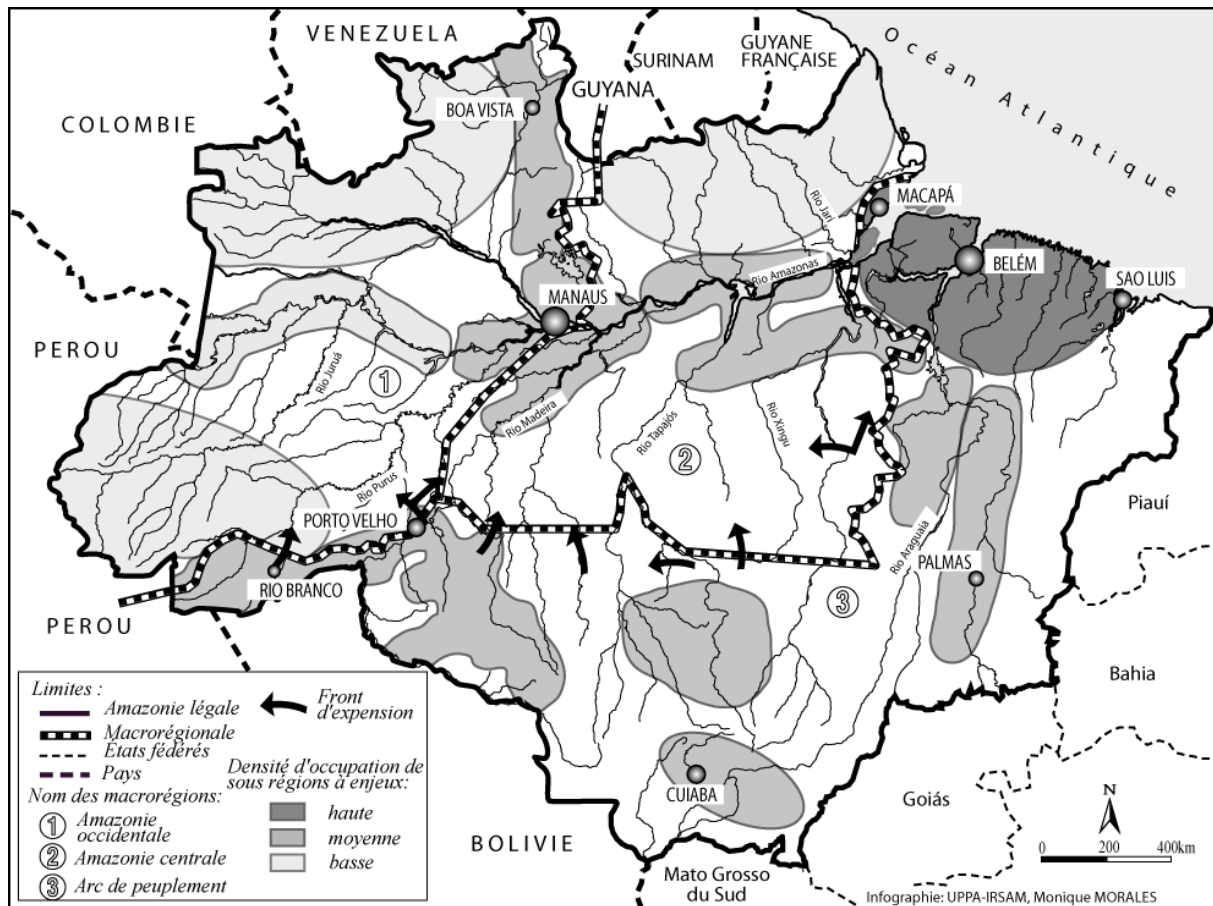 VENEZUELA
SURINAM
GUYANE
FRANÇAISE
Océan Atlantique
GUYANA
BOA VISTA
COLOMBIE
Rio Jari
MACAPÁ
BELÉM
SAO LUIS
Rio Amazonas
MANAUS
PEROU
Rio Juruá
1
Rio Madeira
Rio Tapajós
Rio Xingu
2
Rio Purus
PORTO VELHO
Rio Araguaia
Piauí
PALMAS
RIO BRANCO
3
PEROU
Bahia
CUIABA
Goiás
BOLIVIE
Mato Grosso
du Sud
Limites :
Amazonie légale
Macrorégionale
États fédérés
Pays
Nom des macrorégions:
1 Amazonie
occidentale
2 Amazonie centrale
3 Arc de peuplement
Front
d'expension
Densité d'occupation de
sous régions à enjeux:
haute
moyenne
basse
N
0 200 400km
Infographie: UPPA-IRSAM, Monique MORALES